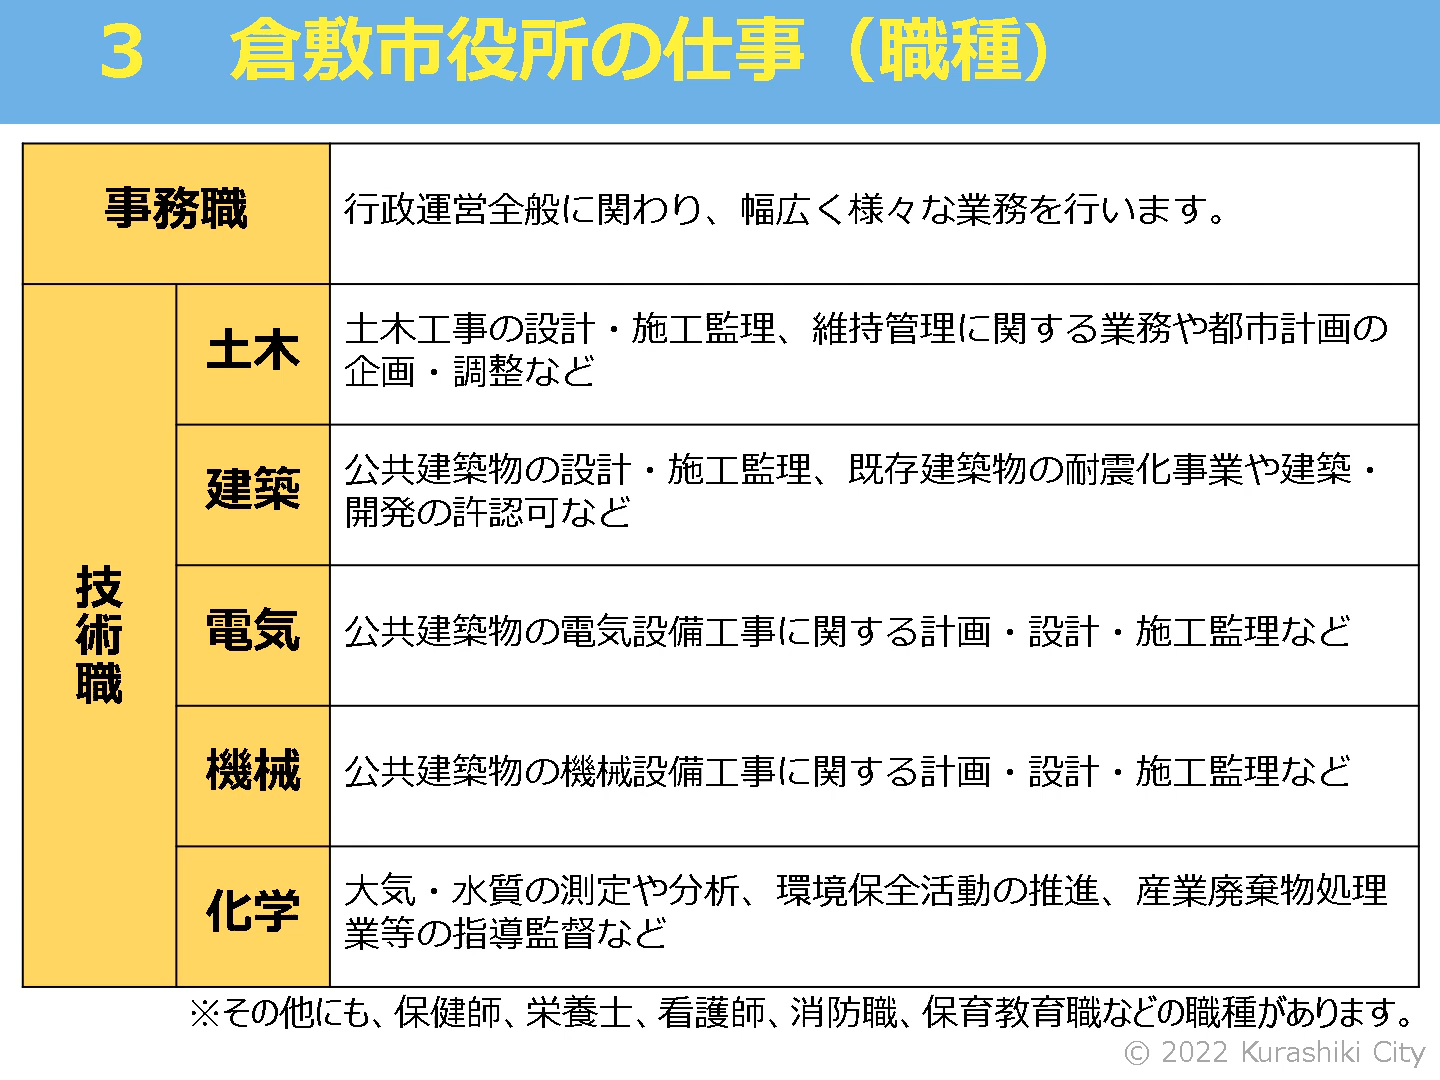 3　倉敷市役所の仕事（職種）
事務職
行政運営全般に関わり、幅広く様々な業務を行います。
技術職
土木
土木工事の設計・施工監理、維持管理に関する業務や都市計画の
企画・調整など
建築
公共建築物の設計・施工監理、既存建築物の耐震化事業や建築・
開発の許認可など
電気
公共建築物の電気設備工事に関する計画・設計・施工監理など
機械
公共建築物の機械設備工事に関する計画・設計・施工監理など
化学
大気・水質の測定や分析、環境保全活動の推進、産業廃棄物処理
業等の指導監督など
※その他にも、保健師、栄養士、看護師、消防職、保育教育職などの職種があります。
© 2022 Kurashiki City